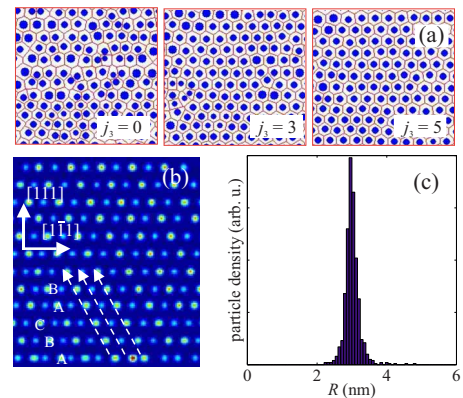 (a)
j₃ = 0
j₃ = 3
j₃ = 5
(b)
[111]
[11̄1]
B
A
C
B
A
(c)
particle density (arb. u.)
0 2 4 6
R (nm)